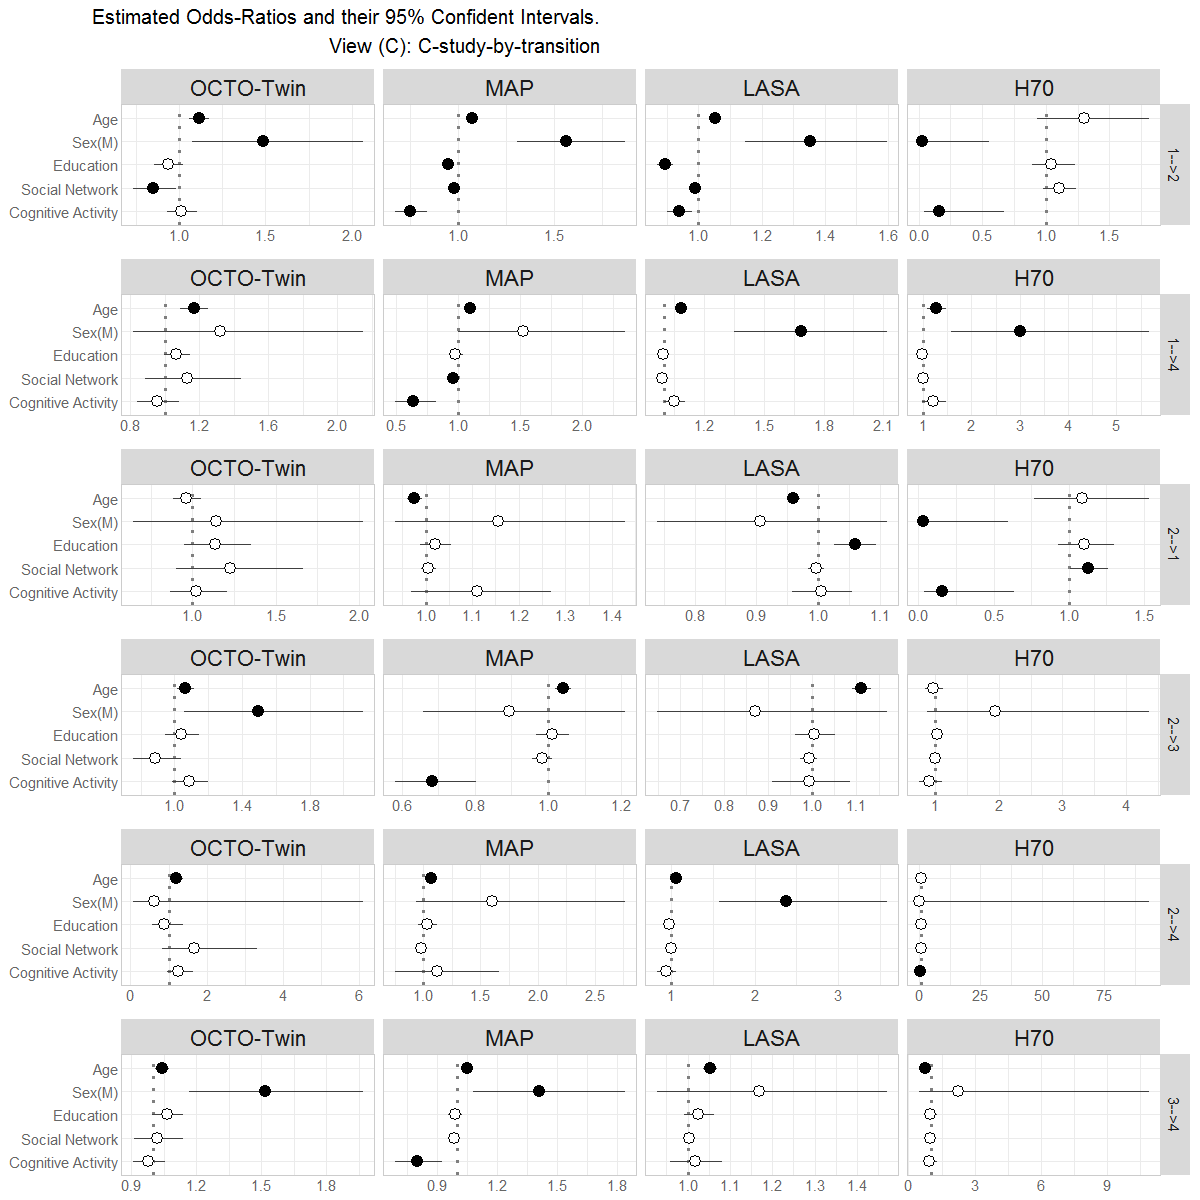 Estimated Odds-Ratios and their 95% Confident Intervals.
View (C): C-study-by-transition
OCTO-Twin MAP LASA H70
Age
Sex(M)
Education
Social Network
Cognitive Activity
1-->2
1.0 1.5 2.0 1.0 1.5 1.0 1.2 1.4 1.6 0.0 0.5 1.0 1.5
OCTO-Twin MAP LASA H70
Age
Sex(M)
Education
Social Network
Cognitive Activity
1-->4
0.8 1.2 1.6 2.0 0.5 1.0 1.5 2.0 1.2 1.5 1.8 2.1 1 2 3 4 5
OCTO-Twin MAP LASA H70
Age
Sex(M)
Education
Social Network
Cognitive Activity
2-->1
1.0 1.5 2.0 1.0 1.1 1.2 1.3 1.4 0.8 0.9 1.0 1.1 0.0 0.5 1.0 1.5
OCTO-Twin MAP LASA H70
Age
Sex(M)
Education
Social Network
Cognitive Activity
2-->3
1.0 1.4 1.8 0.6 0.8 1.0 1.2 0.7 0.8 0.9 1.0 1.1 1 2 3 4
OCTO-Twin MAP LASA H70
Age
Sex(M)
Education
Social Network
Cognitive Activity
2-->4
0 2 4 6 1.0 1.5 2.0 2.5 1 2 3 0 25 50 75
OCTO-Twin MAP LASA H70
Age
Sex(M)
Education
Social Network
Cognitive Activity
3-->4
0.9 1.2 1.5 1.8 0.9 1.2 1.5 1.8 1.0 1.1 1.2 1.3 1.4 0 3 6 9